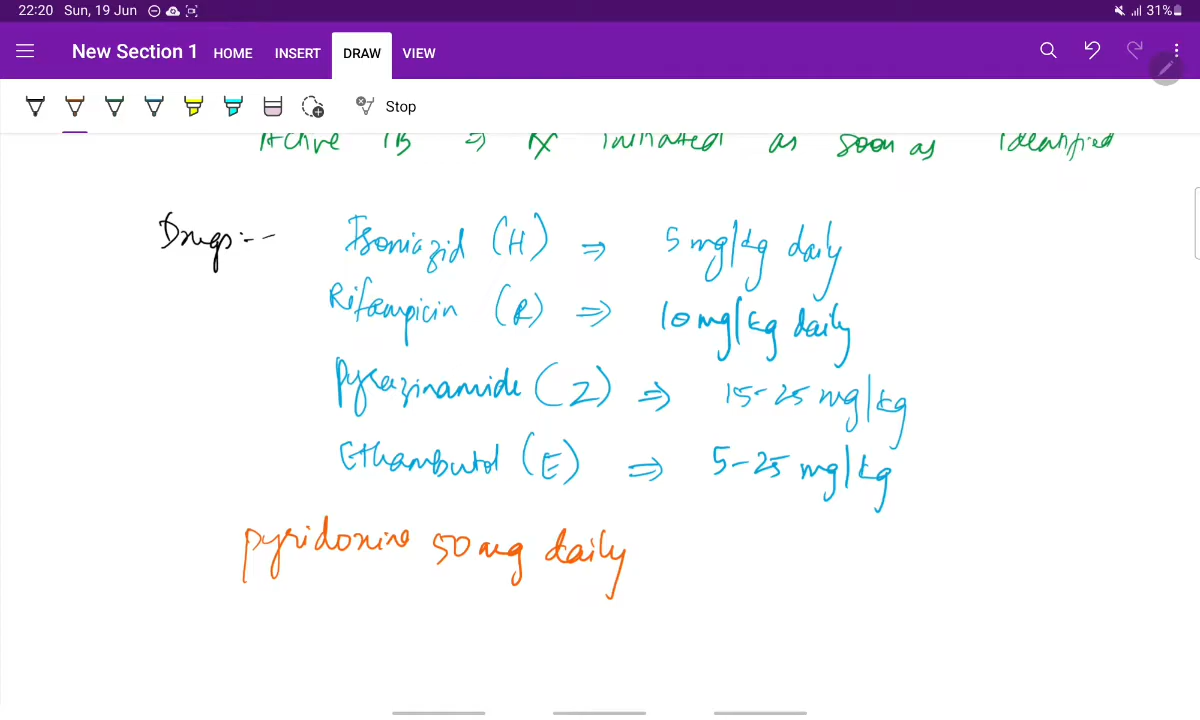 22:20 Sun, 19 Jun 31%
New Section 1 HOME INSERT DRAW VIEW
Stop
Active TB => Rx initiated as soon as identified
Drugs:-- Isoniazid (H) => 5 mg/kg daily
Rifampicin (R) => 10 mg/kg daily
Pyrazinamide (Z) => 15-25 mg/kg
Ethambutol (E) => 5-25 mg/kg
pyridoxine 50 mg daily